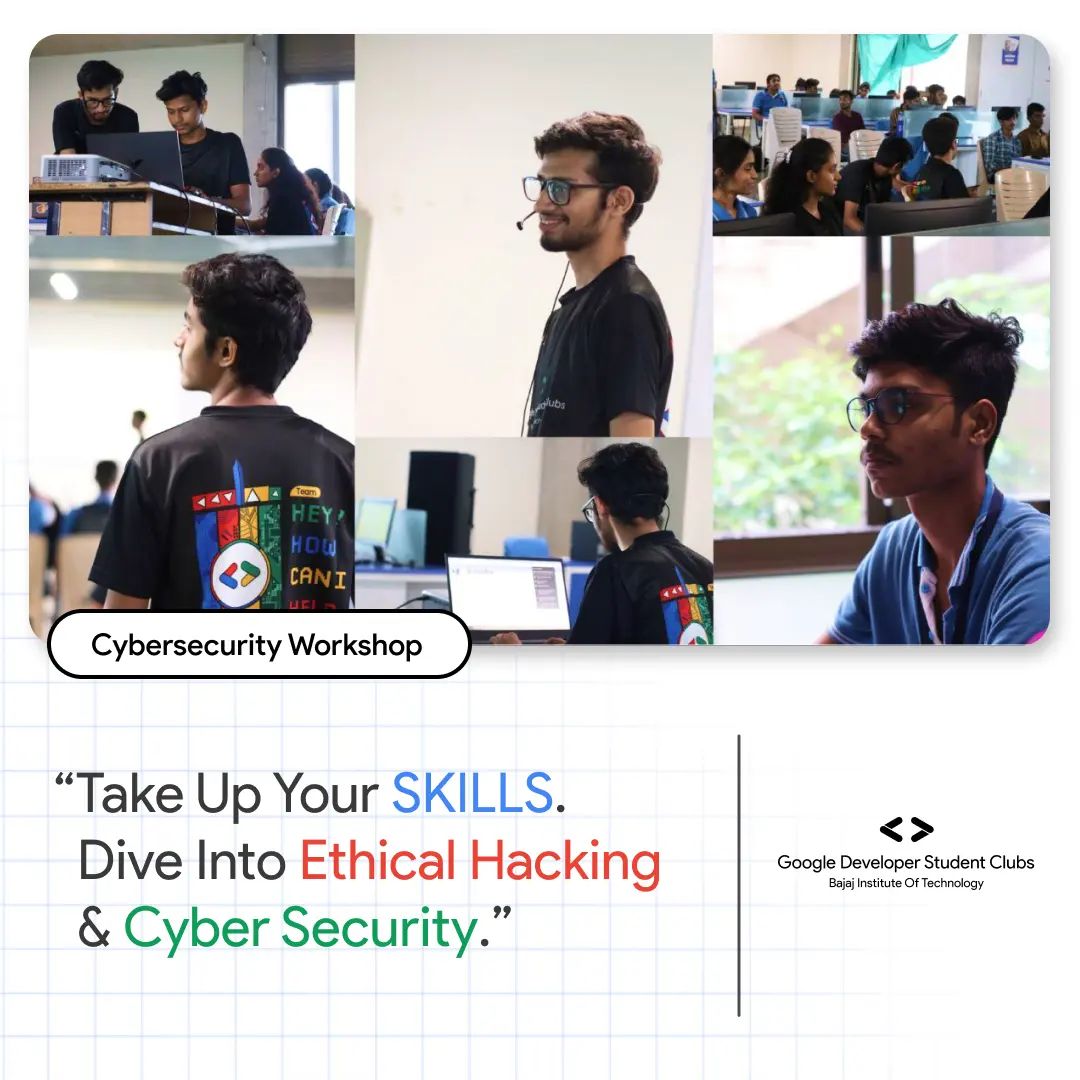 Team
HEY?
HOW
CAN I
HELP
Cybersecurity Workshop
“Take Up Your SKILLS.
Dive Into Ethical Hacking
& Cyber Security.”
Google Developer Student Clubs
Bajaj Institute Of Technology